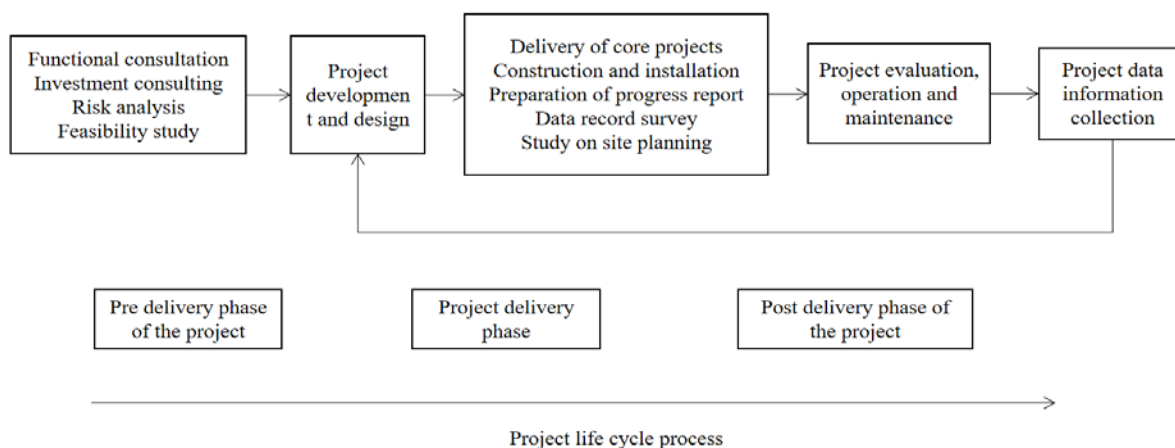 Functional consultation
Investment consulting
Risk analysis
Feasibility study
Project
developmen
t and design
Delivery of core projects
Construction and installation
Preparation of progress report
Data record survey
Study on site planning
Project evaluation,
operation and
maintenance
Project data
information
collection
Pre delivery phase
of the project
Project delivery
phase
Post delivery phase of
the project
Project life cycle process